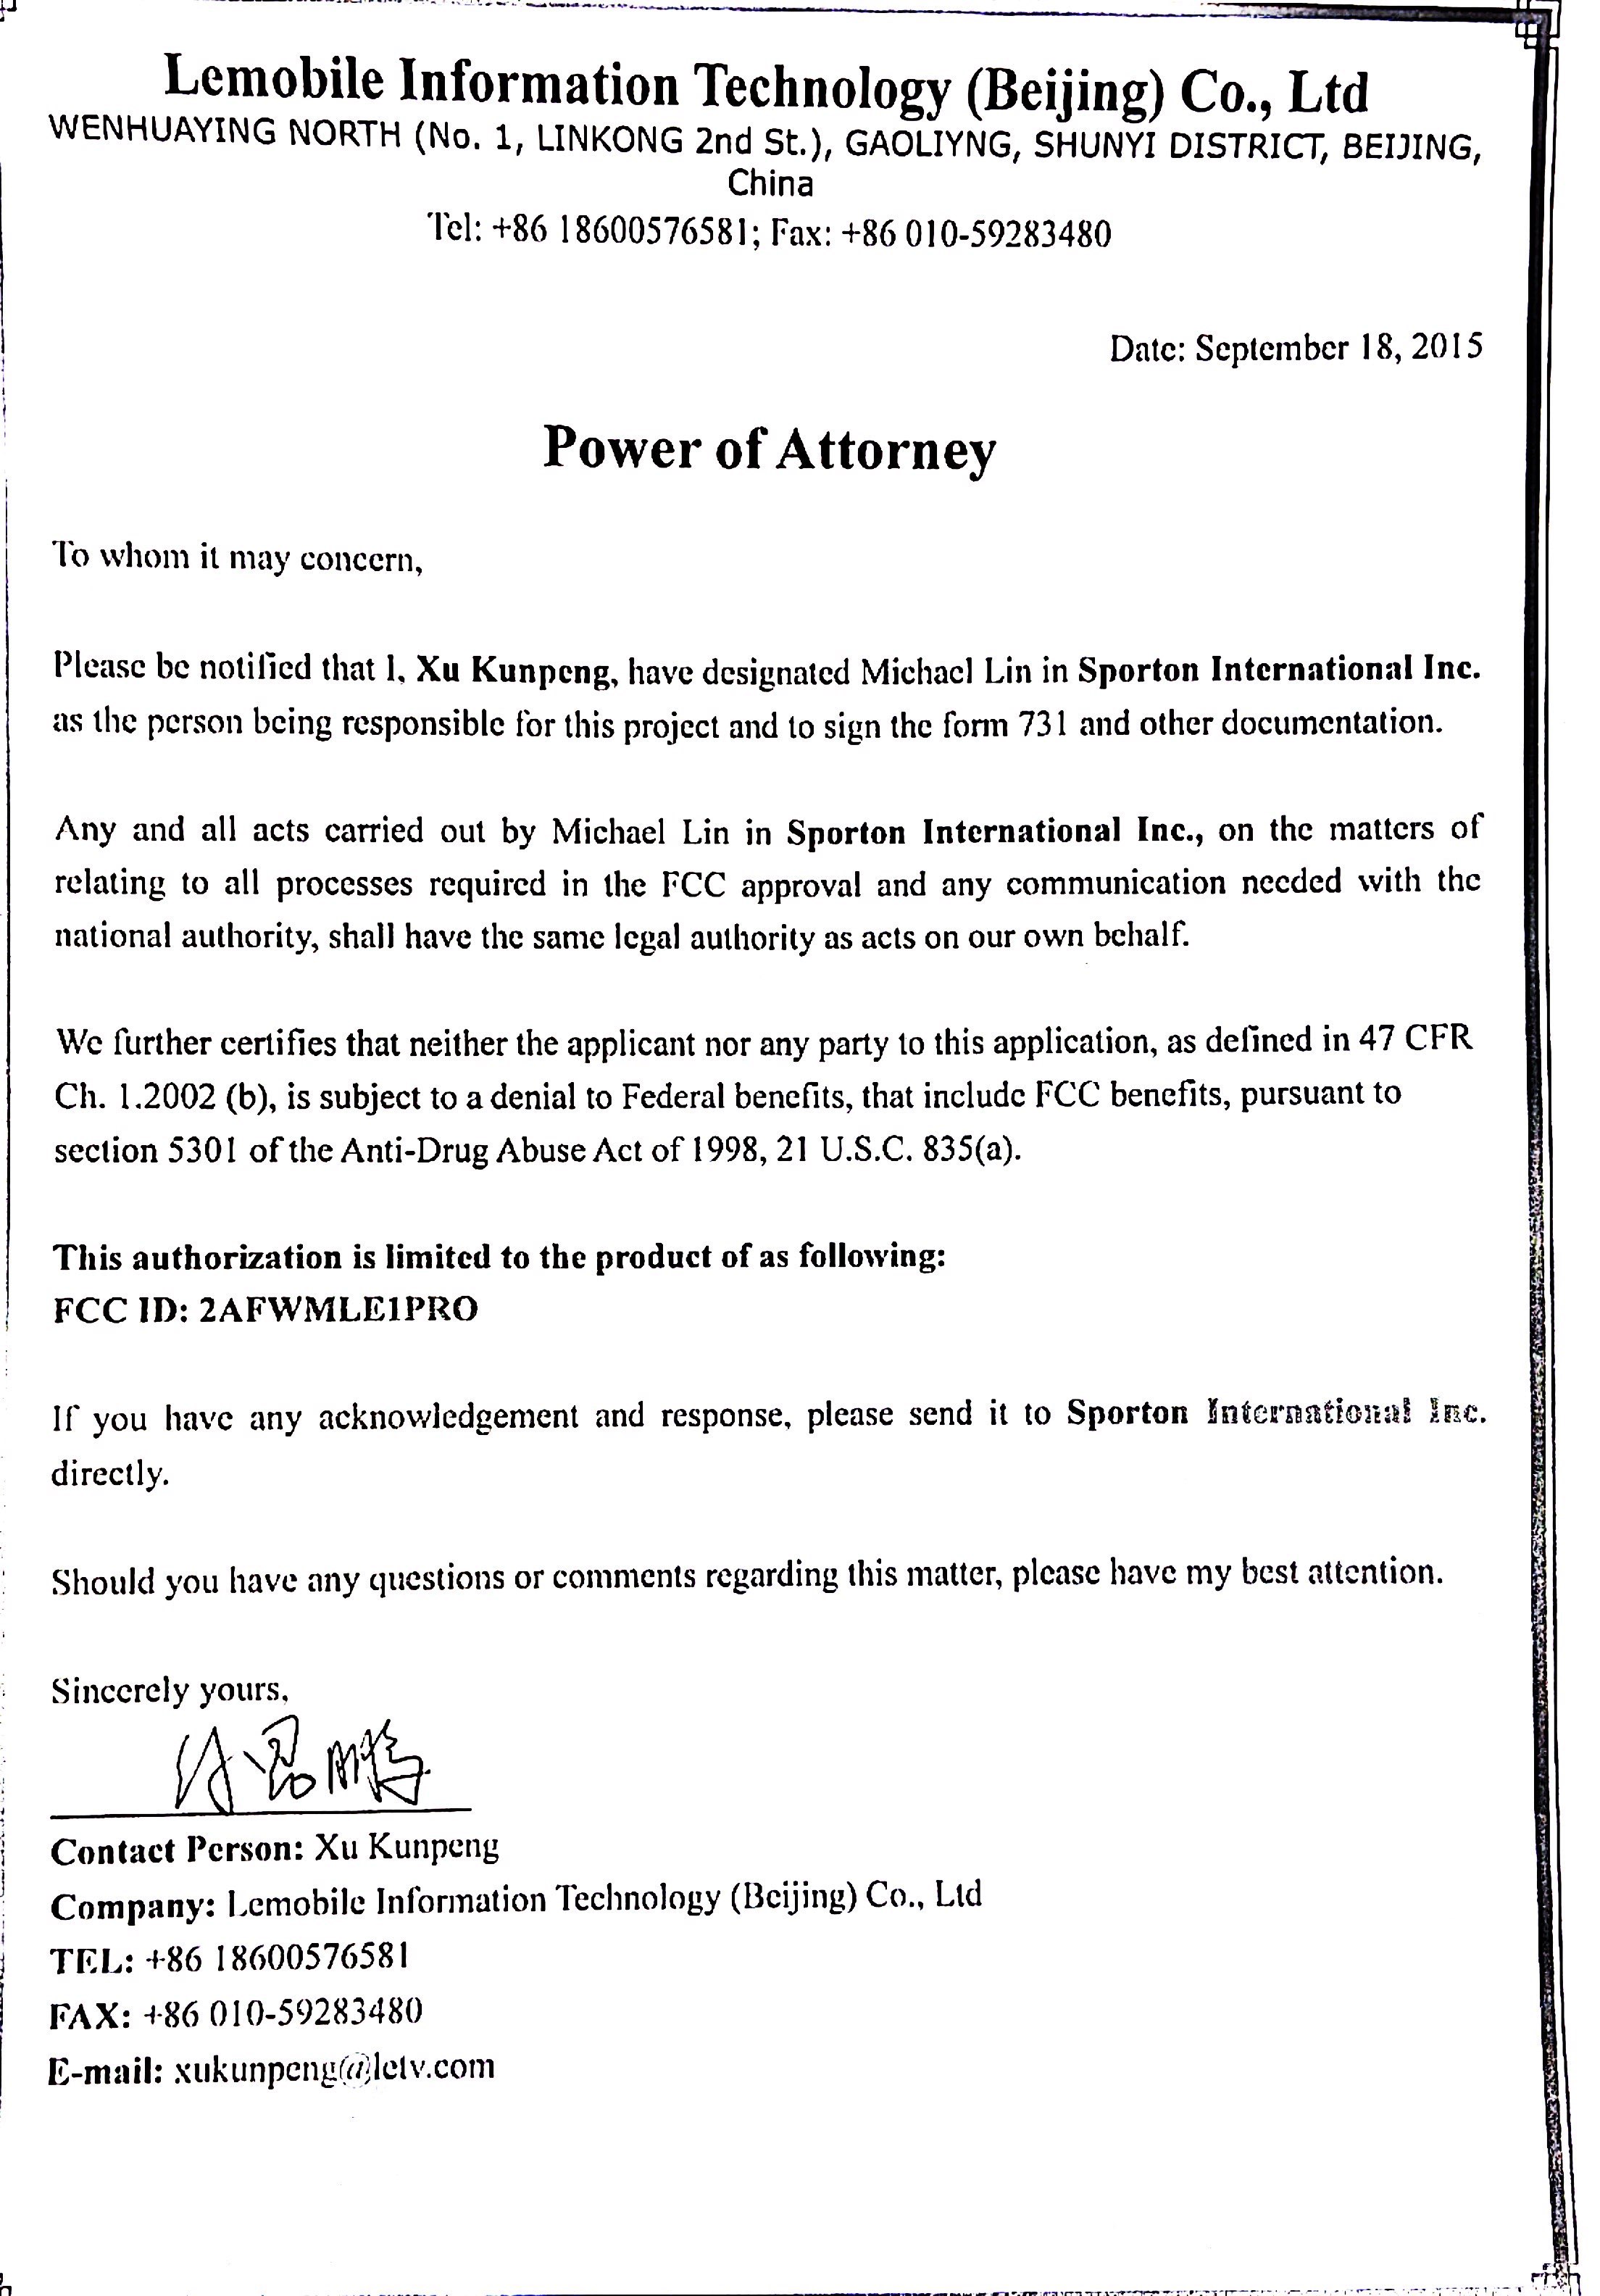 Lemobile Information Technology (Beijing) Co., Ltd
WENHUAYING NORTH (No. 1, LINKONG 2nd St.), GAOLIYNG, SHUNYI DISTRICT, BEIJING,
China
Tel: +86 18600576581; Fax: +86 010-59283480
Date: September 18, 2015
Power of Attorney
To whom it may concern,
Please be notified that I, Xu Kunpeng, have designated Michael Lin in Sporton International Inc.
as the person being responsible for this project and to sign the form 731 and other documentation.
Any and all acts carried out by Michael Lin in Sporton International Inc., on the matters of
relating to all processes required in the FCC approval and any communication needed with the
national authority, shall have the same legal authority as acts on our own behalf.
We further certifies that neither the applicant nor any party to this application, as defined in 47 CFR
Ch. 1.2002 (b), is subject to a denial to Federal benefits, that include FCC benefits, pursuant to
section 5301 of the Anti-Drug Abuse Act of 1998, 21 U.S.C. 835(a).
This authorization is limited to the product of as following:
FCC ID: 2AFWMLE1PRO
If you have any acknowledgement and response, please send it to Sporton International Inc.
directly.
Should you have any questions or comments regarding this matter, please have my best attention.
Sincerely yours,
Contact Person: Xu Kunpeng
Company: Lemobile Information Technology (Beijing) Co., Ltd
TEL: +86 18600576581
FAX: +86 010-59283480
E-mail: xukunpeng@letv.com